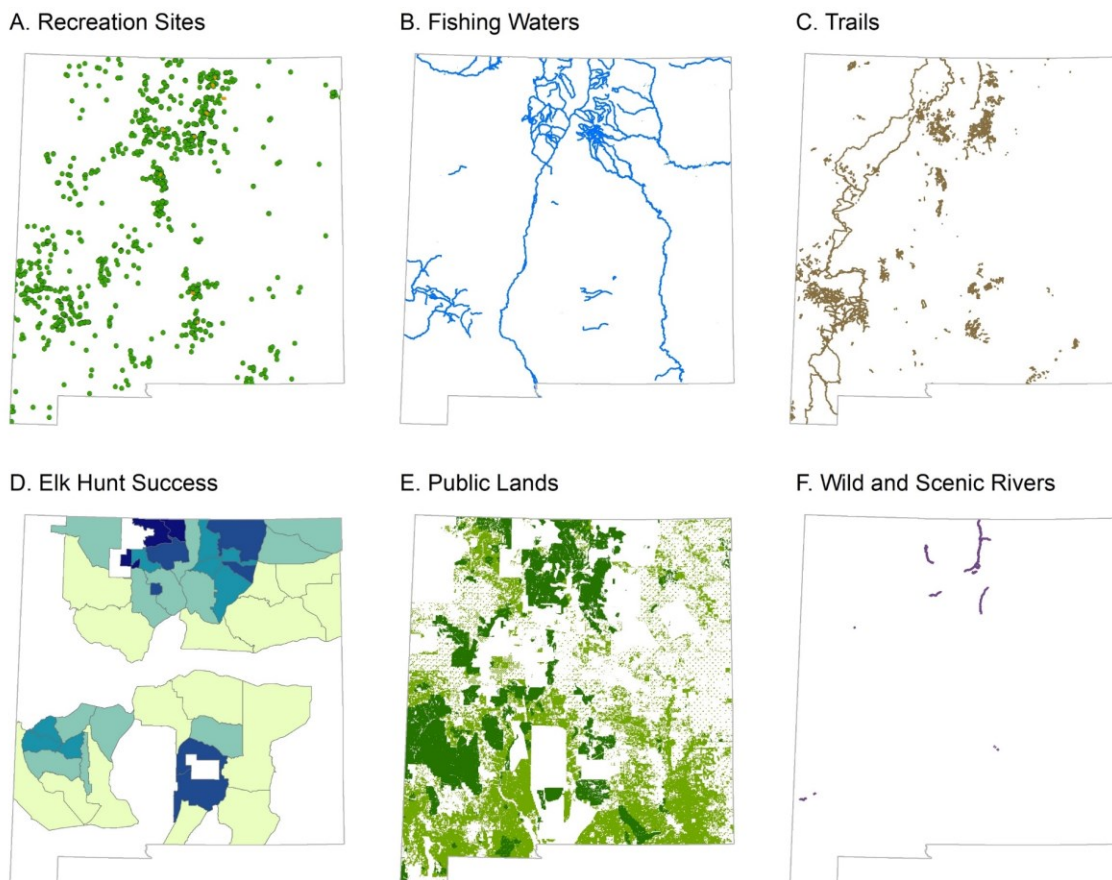 A. Recreation Sites
B. Fishing Waters
C. Trails
D. Elk Hunt Success
E. Public Lands
F. Wild and Scenic Rivers